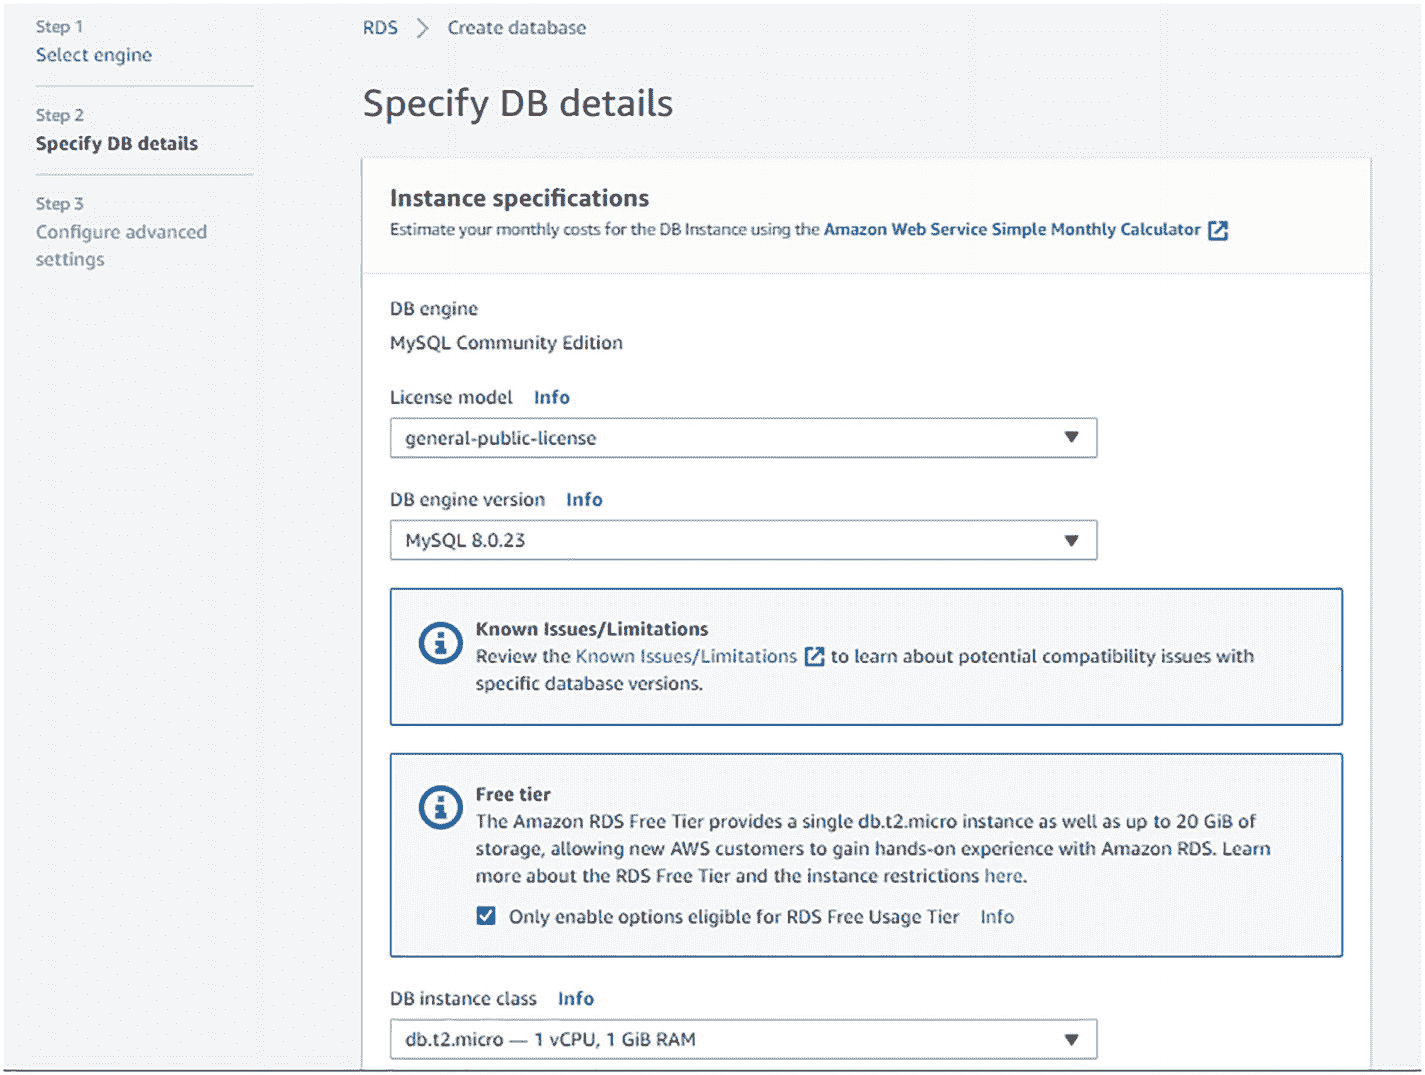 Step 1
Select engine
Step 2
Specify DB details
Step 3
Configure advanced
settings
RDS > Create database
Specify DB details
Instance specifications
Estimate your monthly costs for the DB Instance using the Amazon Web Service Simple Monthly Calculator
DB engine
MySQL Community Edition
License model Info
general-public-license
DB engine version Info
MySQL 8.0.23
Known Issues/Limitations
Review the Known Issues/Limitations to learn about potential compatibility issues with
specific database versions.
Free tier
The Amazon RDS Free Tier provides a single db.t2.micro instance as well as up to 20 GiB of
storage, allowing new AWS customers to gain hands-on experience with Amazon RDS. Learn
more about the RDS Free Tier and the instance restrictions here.
Only enable options eligible for RDS Free Usage Tier Info
DB instance class Info
db.t2.micro — 1 vCPU, 1 GiB RAM